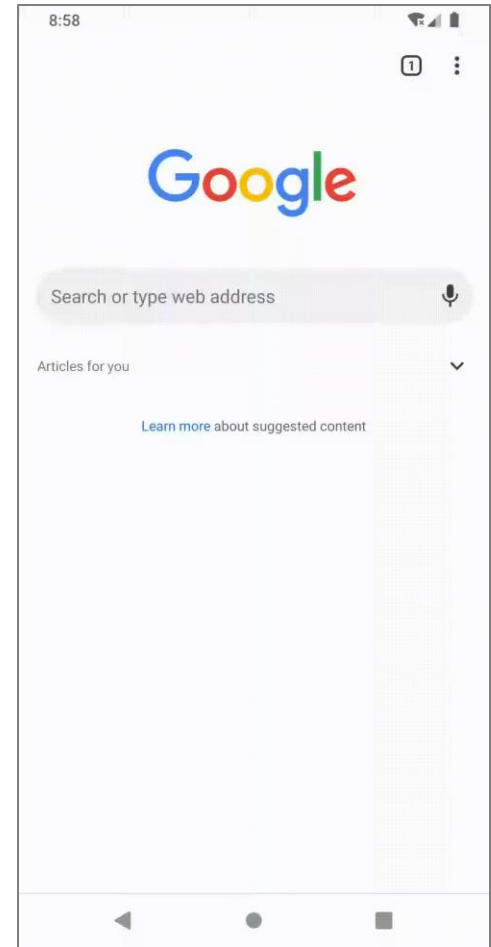 8:58
1
Google
Search or type web address
Articles for you
Learn more about suggested content